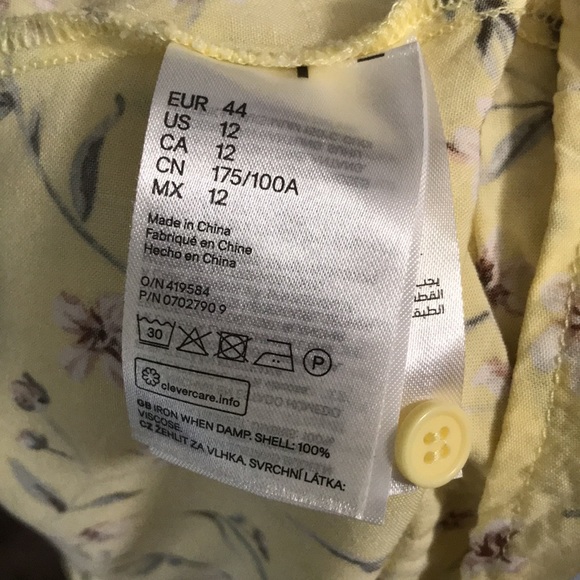 EUR 44
US 12
CA 12
CN 175/100A
MX 12
Made in China
Fabriqué en Chine
Hecho en China
O/N 419584
P/N 0702790 9
30
P
clevercare.info
GB IRON WHEN DAMP. SHELL: 100%
VISCOSE.
CZ ŽEHLIT ZA VLHKA. SVRCHNÍ LÁTKA:
يجب